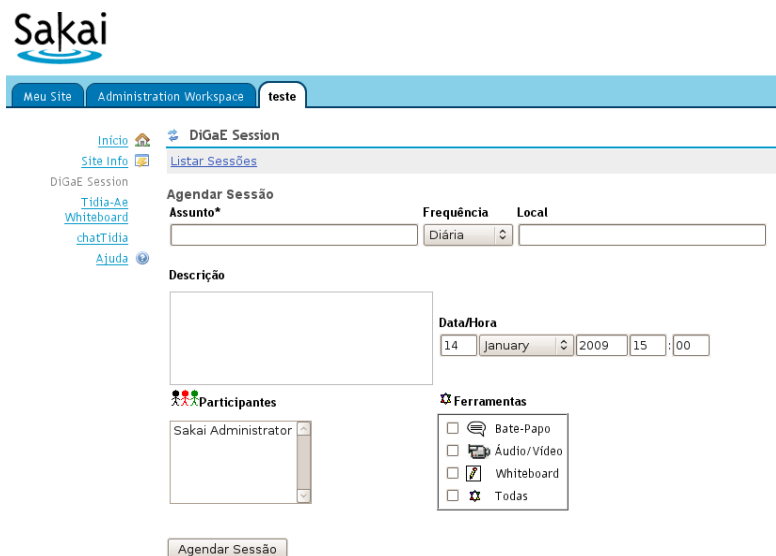 Sakai
Meu Site Administration Workspace teste
Início
Site Info
DiGaE Session
Tidia-Ae
Whiteboard
chatTidia
Ajuda
DiGaE Session
Listar Sessões
Agendar Sessão
Assunto* Frequência Local
Diária
Descrição
Data/Hora
14 January 2009 15 : 00
Participantes
Sakai Administrator
Ferramentas
Bate-Papo
Áudio/Vídeo
Whiteboard
Todas
Agendar Sessão